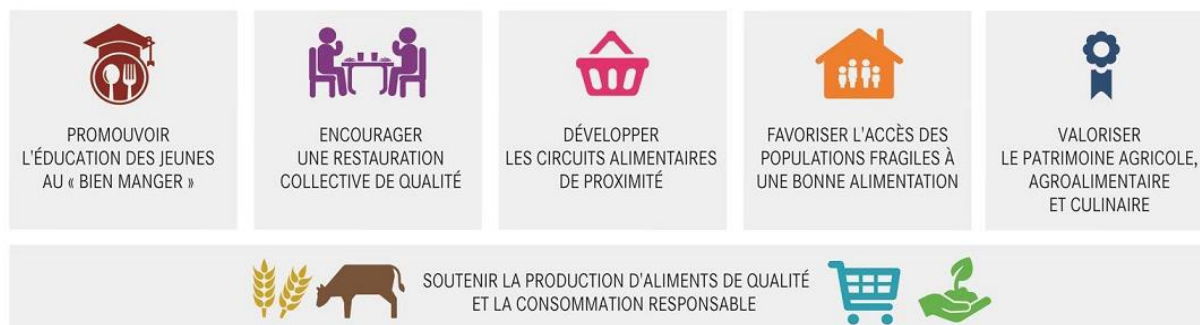 PROMOUVOIR
L'ÉDUCATION DES JEUNES
AU « BIEN MANGER »
ENCOURAGER
UNE RESTAURATION
COLLECTIVE DE QUALITÉ
DÉVELOPPER
LES CIRCUITS ALIMENTAIRES
DE PROXIMITÉ
FAVORISER L'ACCÈS DES
POPULATIONS FRAGILES À
UNE BONNE ALIMENTATION
VALORISER
LE PATRIMOINE AGRICOLE,
AGROALIMENTAIRE
ET CULINAIRE
SOUTENIR LA PRODUCTION D'ALIMENTS DE QUALITÉ
ET LA CONSOMMATION RESPONSABLE